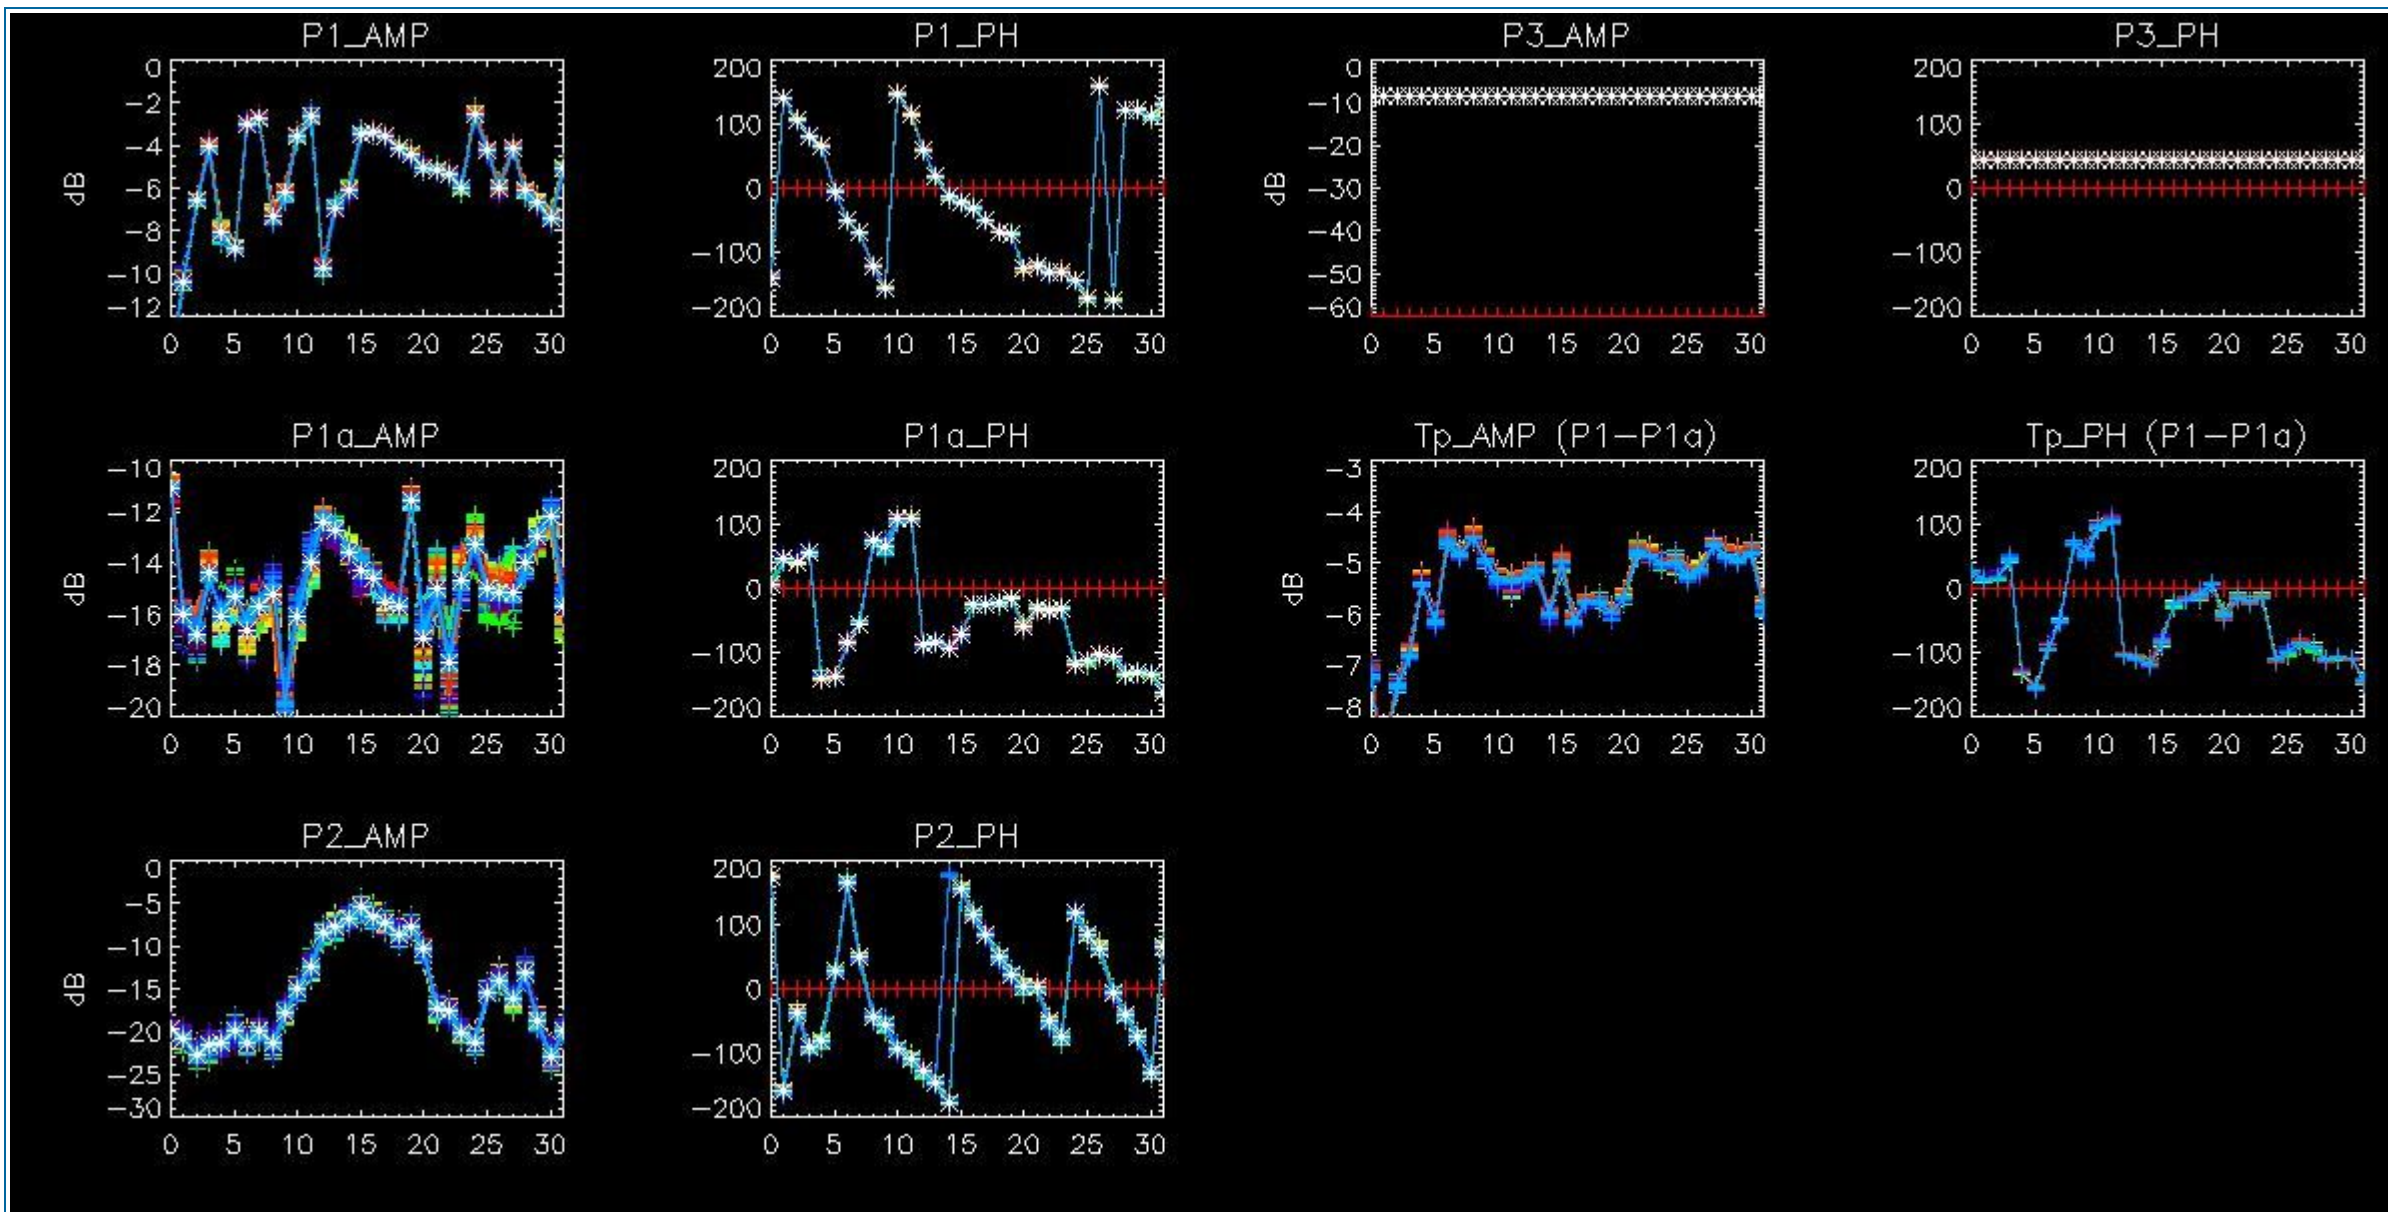 P1_AMP
0
−2
−4
−6
−8
−10
−12
dB
0 5 10 15 20 25 30
P1_PH
200
100
0
−100
−200
0 5 10 15 20 25 30
P3_AMP
0
−10
−20
−30
−40
−50
−60
dB
0 5 10 15 20 25 30
P3_PH
200
100
0
−100
−200
0 5 10 15 20 25 30
P1a_AMP
−10
−12
−14
−16
−18
−20
dB
0 5 10 15 20 25 30
P1a_PH
200
100
0
−100
−200
0 5 10 15 20 25 30
Tp_AMP (P1−P1a)
−3
−4
−5
−6
−7
−8
dB
0 5 10 15 20 25 30
Tp_PH (P1−P1a)
200
100
0
−100
−200
0 5 10 15 20 25 30
P2_AMP
0
−5
−10
−15
−20
−25
−30
dB
0 5 10 15 20 25 30
P2_PH
200
100
0
−100
−200
0 5 10 15 20 25 30